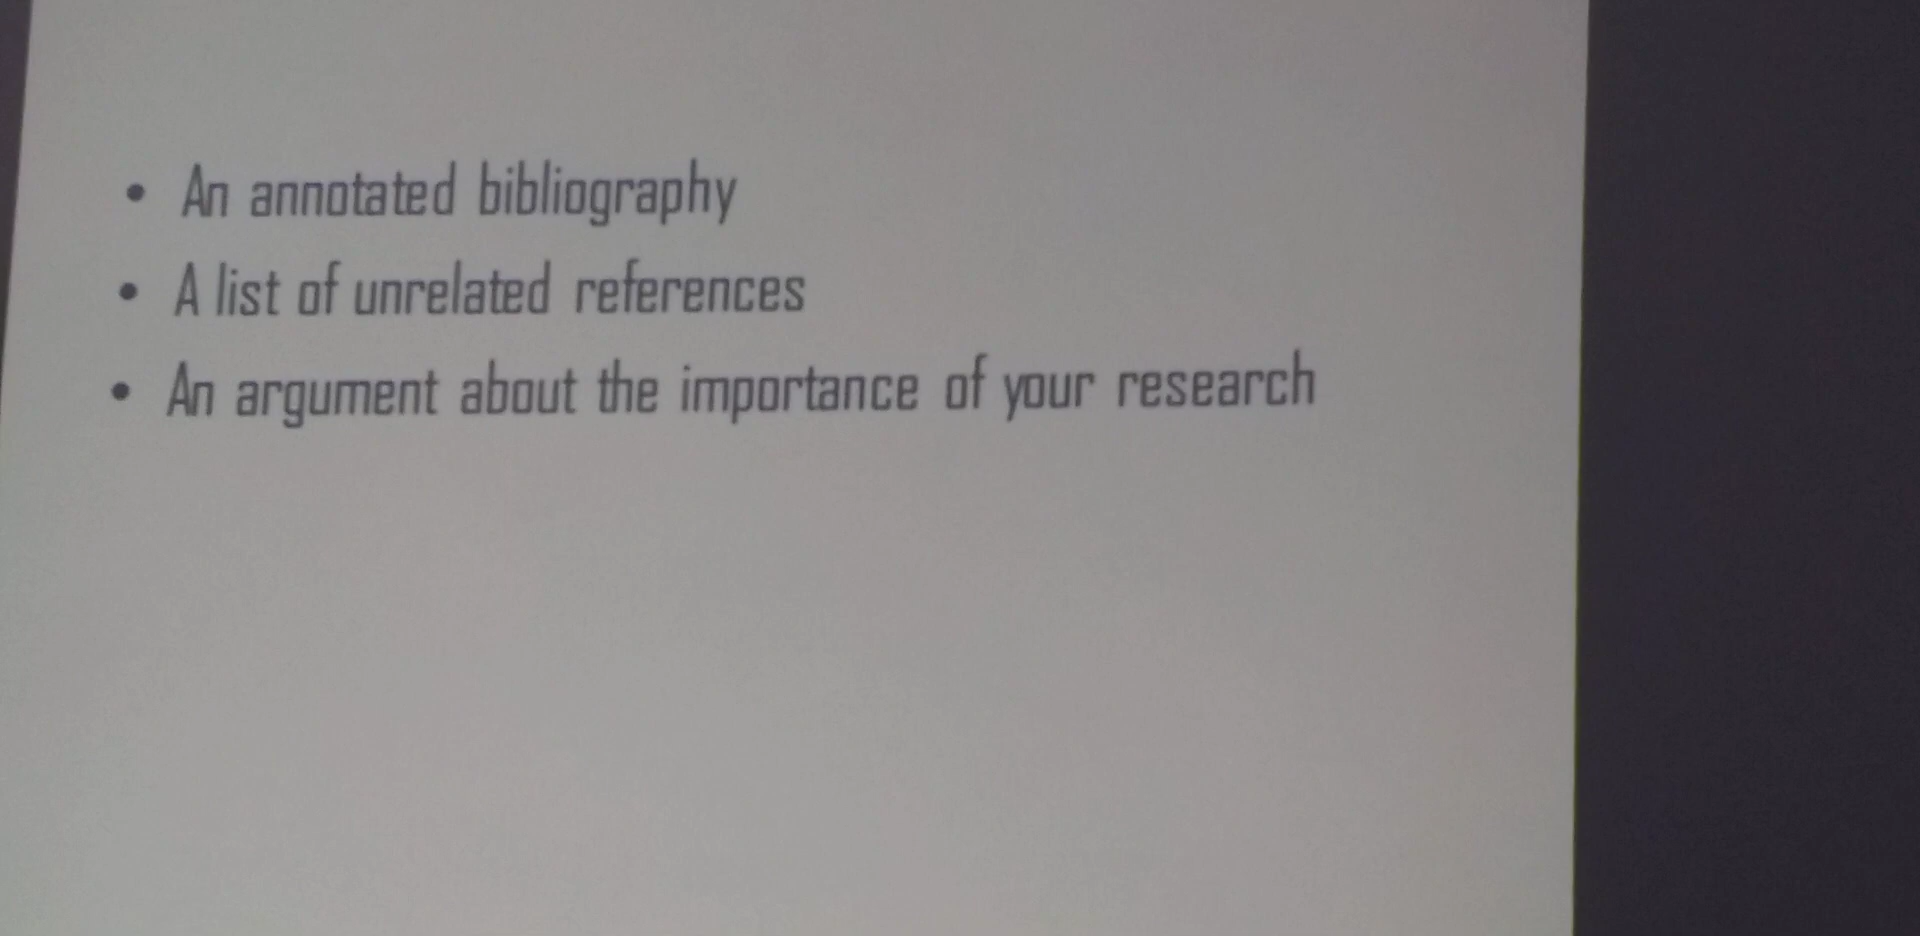 • An annotated bibliography
• A list of unrelated references
• An argument about the importance of your research